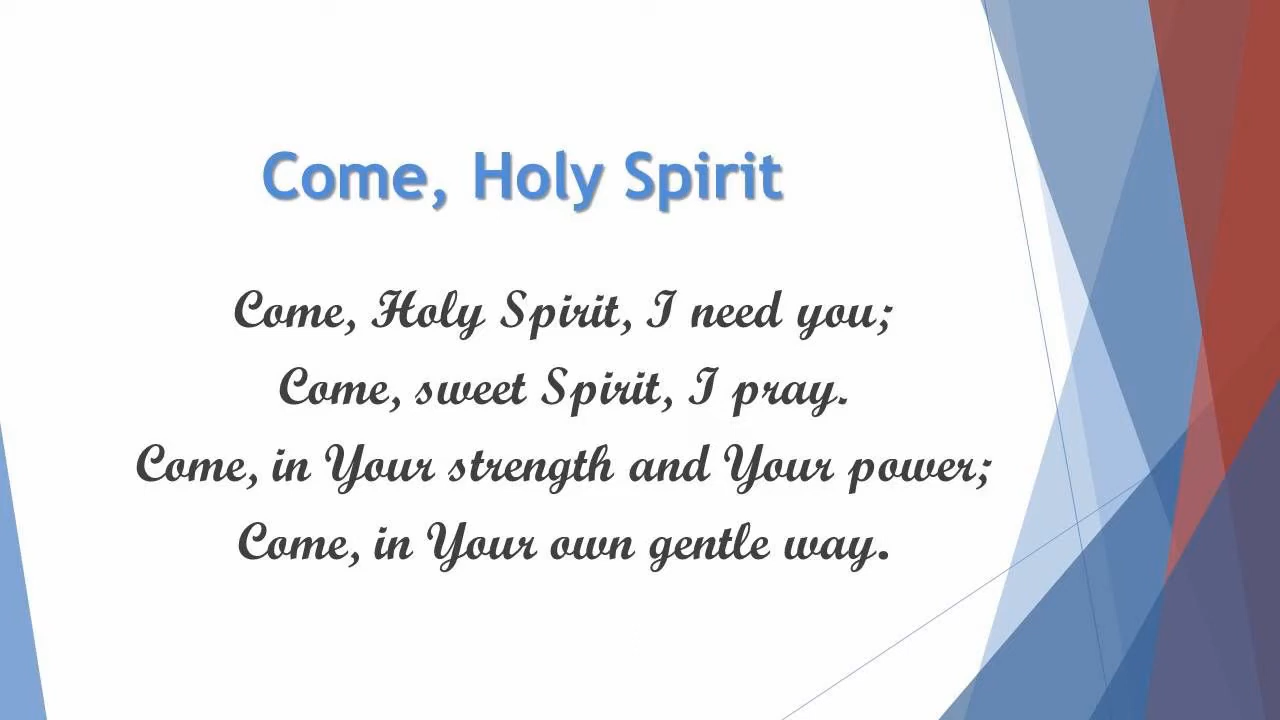 Come, Holy Spirit
Come, Holy Spirit, I need you;
Come, sweet Spirit, I pray.
Come, in Your strength and Your power;
Come, in Your own gentle way.